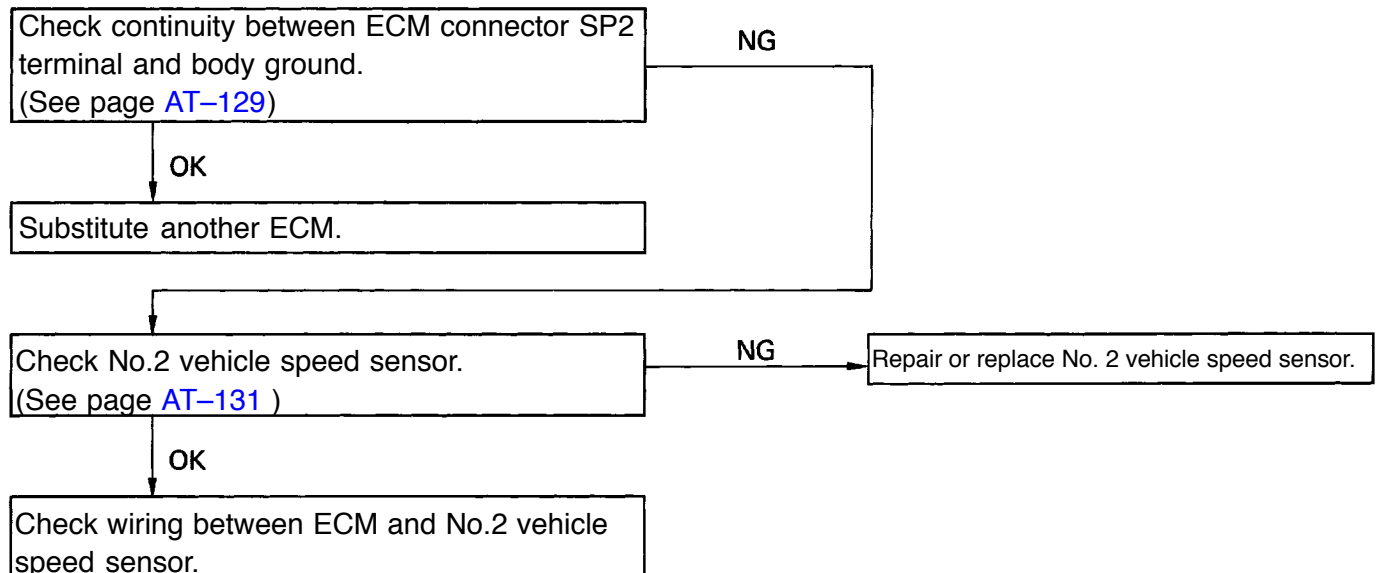 Check continuity between ECM connector SP2
terminal and body ground.
(See page AT–129)
NG
OK
Substitute another ECM.
Check No.2 vehicle speed sensor.
(See page AT–131 )
NG
Repair or replace No. 2 vehicle speed sensor.
OK
Check wiring between ECM and No.2 vehicle
speed sensor.